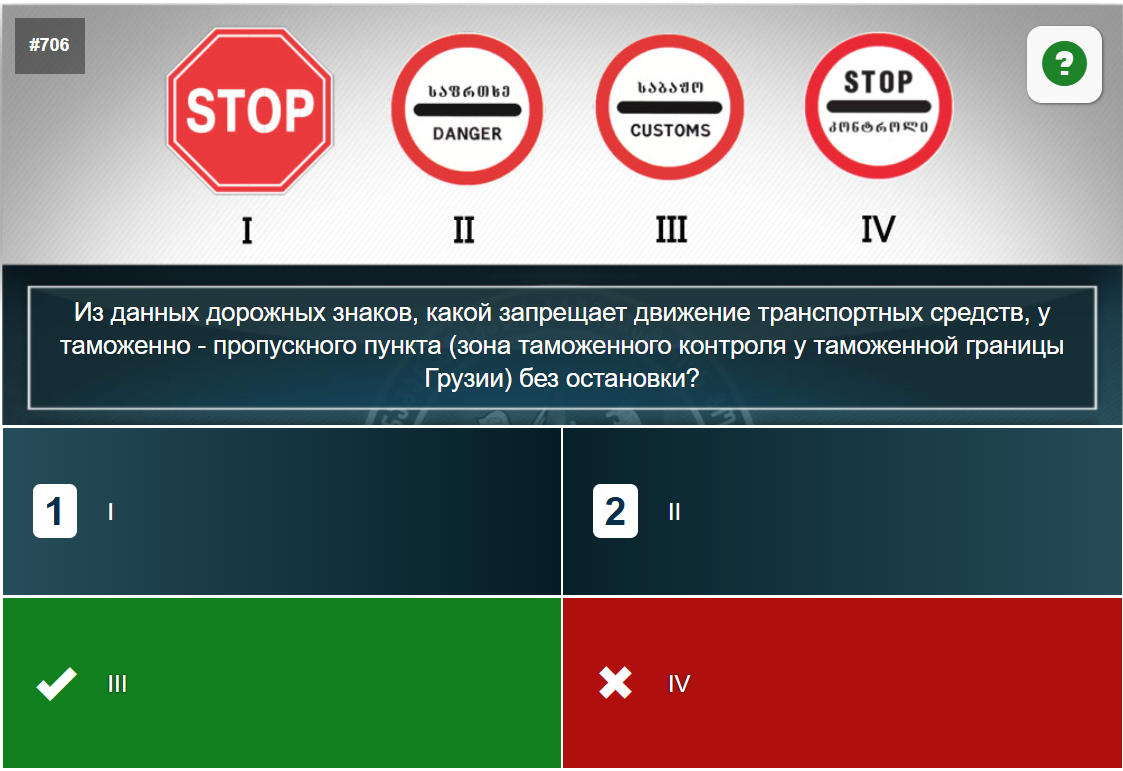 #706
STOP
საფრთხე
DANGER
საბაჟო
CUSTOMS
STOP
კონტროლი
?
I
II
III
IV
Из данных дорожных знаков, какой запрещает движение транспортных средств, у
таможенно - пропускного пункта (зона таможенного контроля у таможенной границы
Грузии) без остановки?
1 I
2 II
III
IV